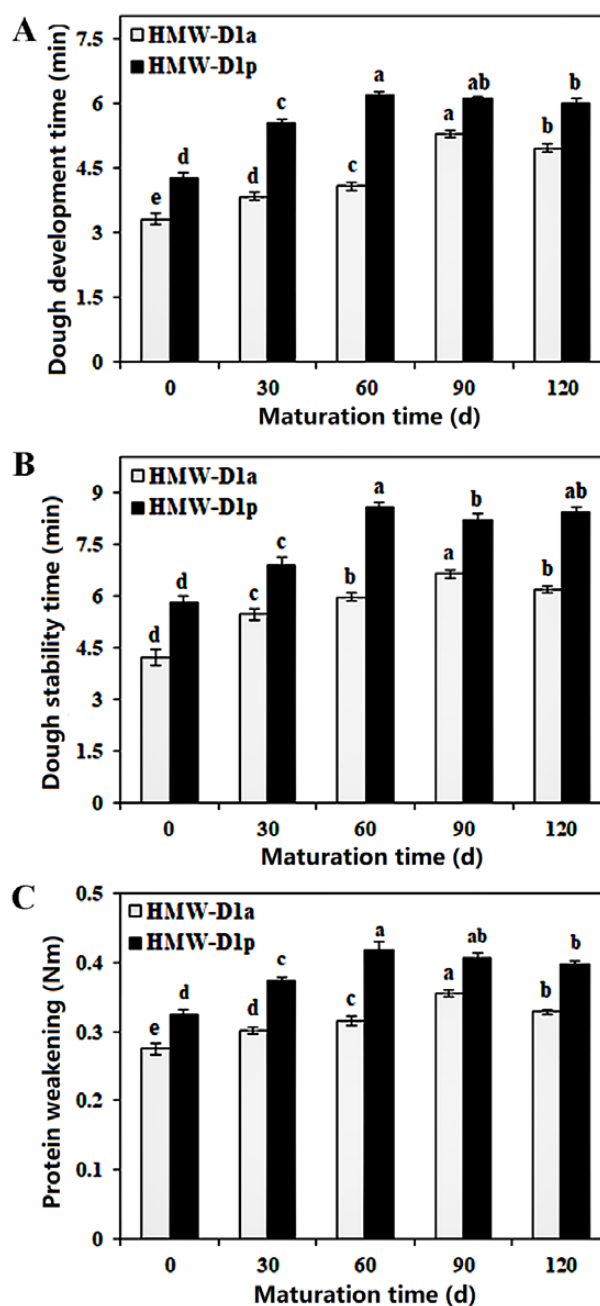 A
7.5
HMW-D1a
HMW-D1p
6
4.5
3
1.5
0
Dough development time (min)
e d
d c
c a
a ab
b b
0 30 60 90 120
Maturation time (d)
B
9
HMW-D1a
HMW-D1p
7.5
6
4.5
3
1.5
0
Dough stability time (min)
d d
c c
b a
a b
b ab
0 30 60 90 120
Maturation time (d)
C
0.5
HMW-D1a
HMW-D1p
0.4
0.3
0.2
0.1
0
Protein weakening (Nm)
e d
d c
c a
a ab
b b
0 30 60 90 120
Maturation time (d)